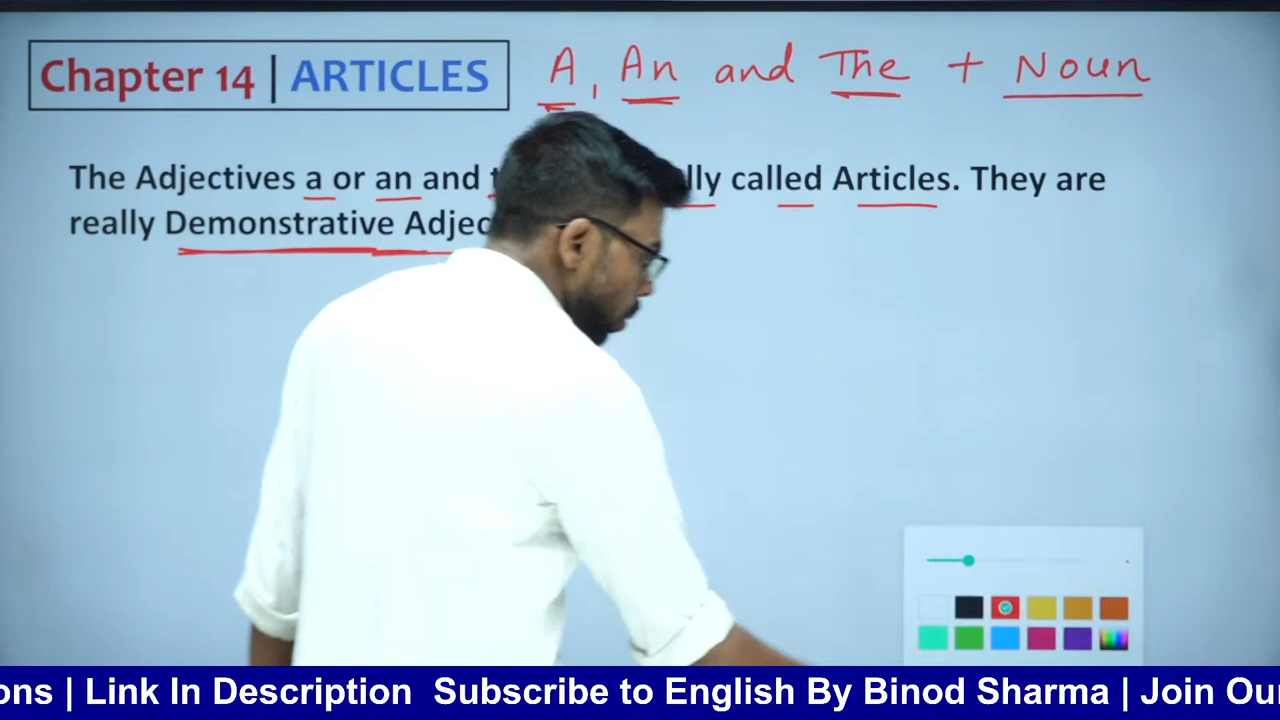 Chapter 14 | ARTICLES A, An and The + Noun
The Adjectives a or an and lly called Articles. They are
really Demonstrative Adjec
ons | Link In Description Subscribe to English By Binod Sharma | Join Our